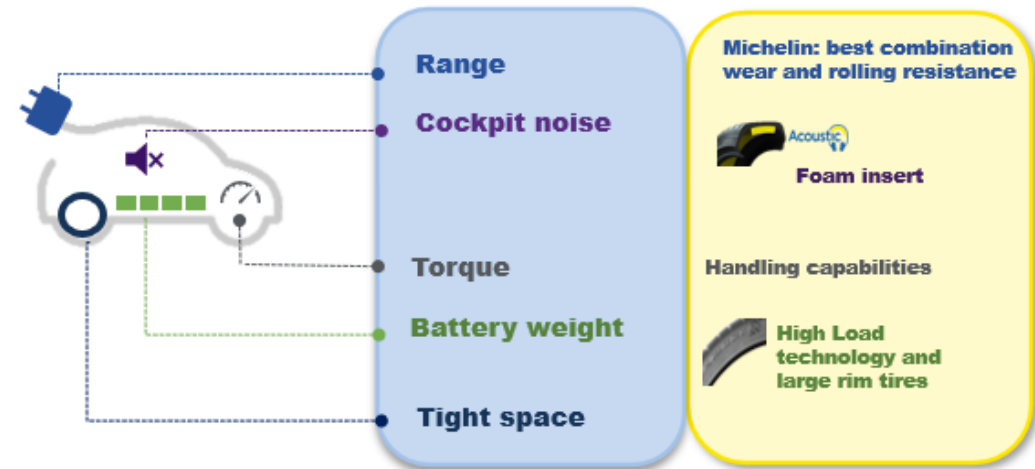 Range
Michelin: best combination
wear and rolling resistance
Cockpit noise
Acoustic
Foam insert
Torque
Handling capabilities
Battery weight
High Load
technology and
large rim tires
Tight space